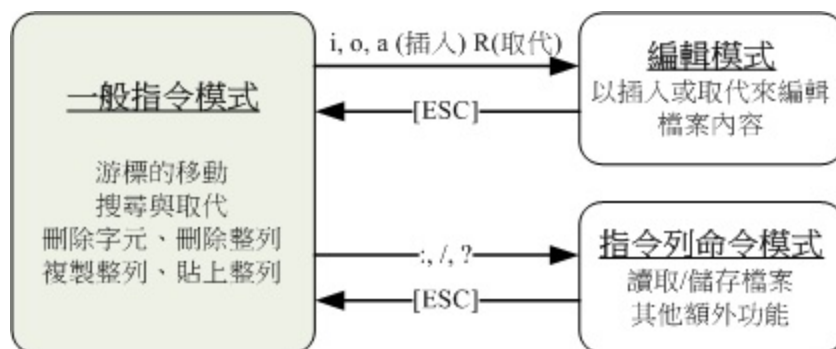 一般指令模式
游標的移動
搜尋與取代
刪除字元、刪除整列
複製整列、貼上整列
i, o, a (插入) R(取代)
[ESC]
編輯模式
以插入或取代來編輯
檔案內容
:, /, ?
[ESC]
指令列命令模式
讀取/儲存檔案
其他額外功能